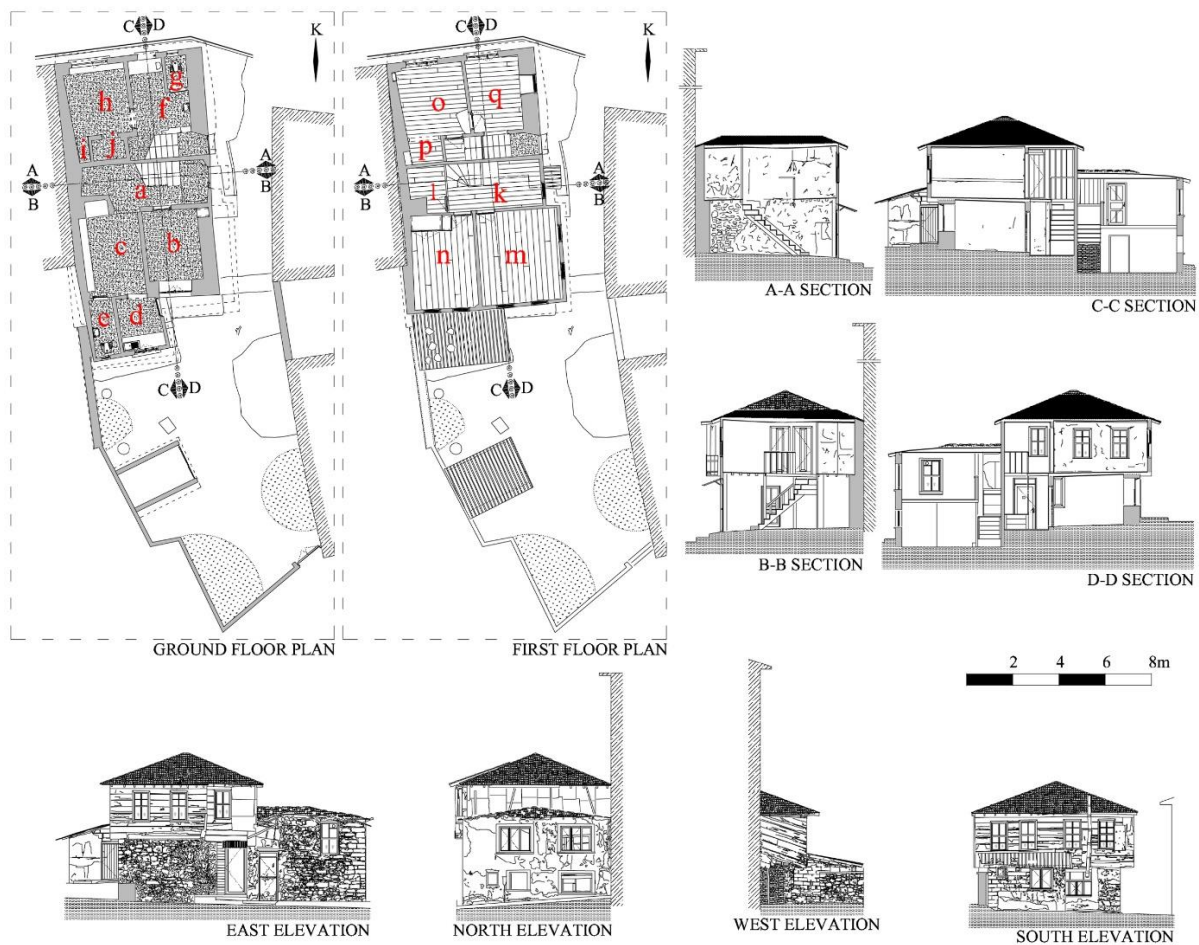 C D
K
g
h
f
i
j
A
A
B
B
a
c
b
e
d
C D
GROUND FLOOR PLAN
C D
K
o
q
p
A
A
B
B
l
k
n
m
C D
FIRST FLOOR PLAN
A-A SECTION
C-C SECTION
B-B SECTION
D-D SECTION
2 4 6 8m
EAST ELEVATION
NORTH ELEVATION
WEST ELEVATION
SOUTH ELEVATION